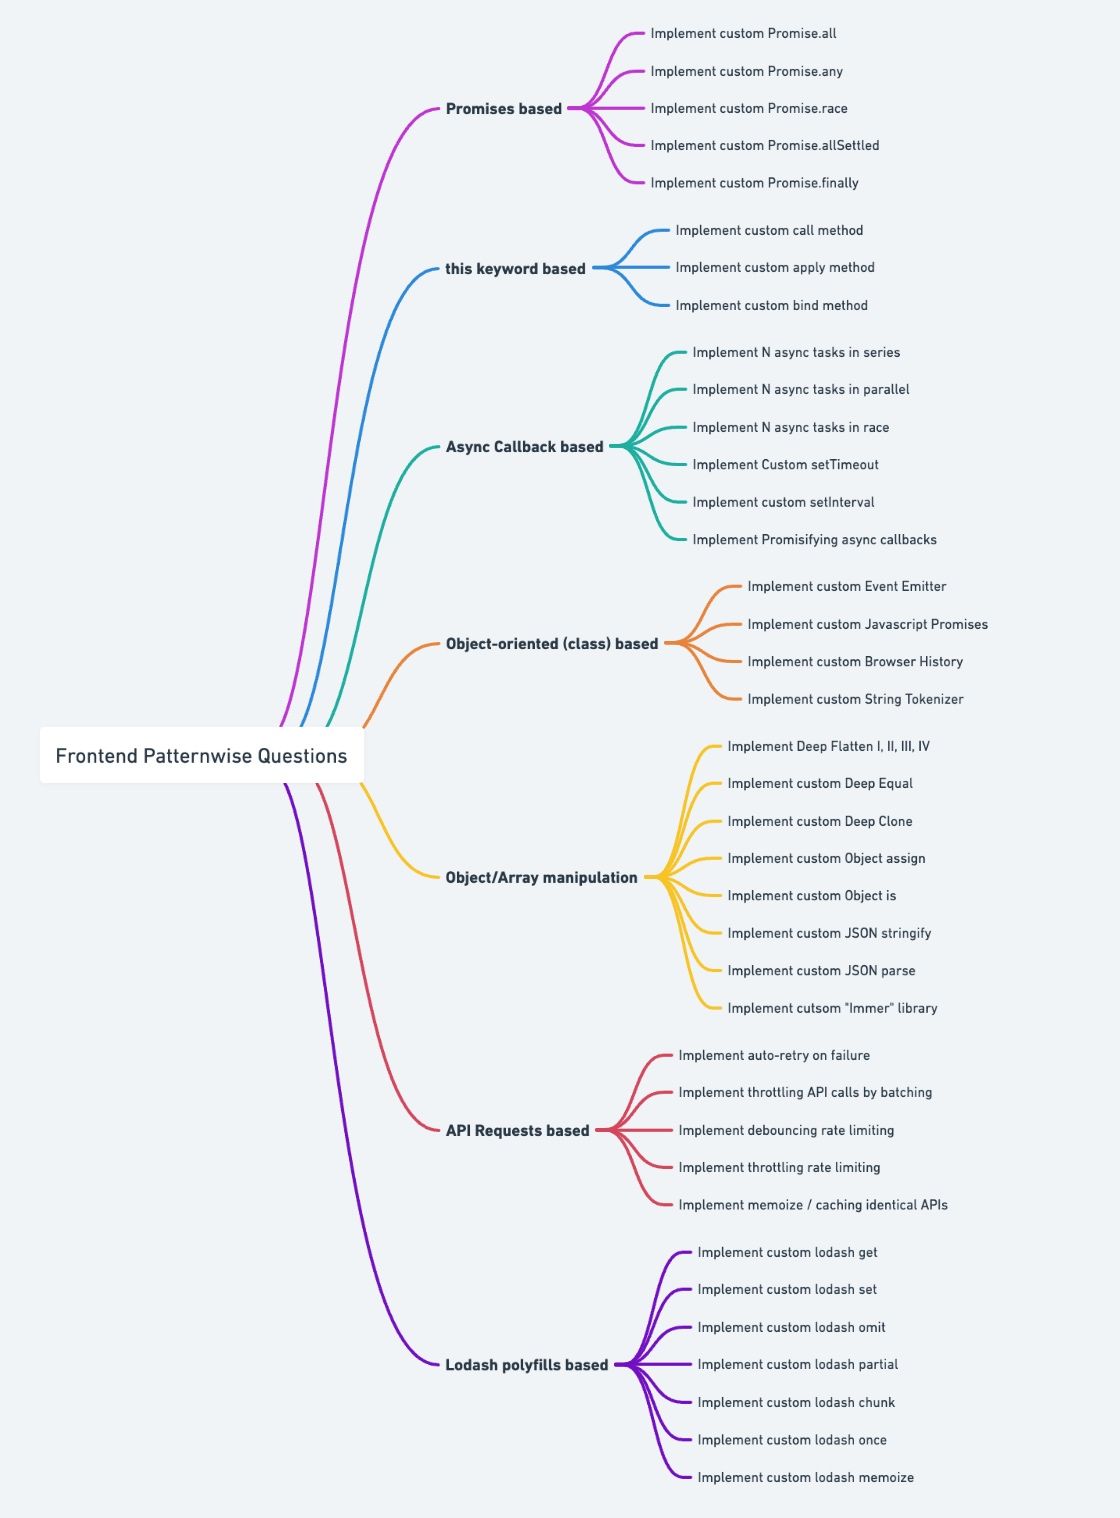 Frontend Patternwise Questions
Promises based
Implement custom Promise.all
Implement custom Promise.any
Implement custom Promise.race
Implement custom Promise.allSettled
Implement custom Promise.finally
this keyword based
Implement custom call method
Implement custom apply method
Implement custom bind method
Async Callback based
Implement N async tasks in series
Implement N async tasks in parallel
Implement N async tasks in race
Implement Custom setTimeout
Implement custom setInterval
Implement Promisifying async callbacks
Object-oriented (class) based
Implement custom Event Emitter
Implement custom Javascript Promises
Implement custom Browser History
Implement custom String Tokenizer
Object/Array manipulation
Implement Deep Flatten I, II, III, IV
Implement custom Deep Equal
Implement custom Deep Clone
Implement custom Object assign
Implement custom Object is
Implement custom JSON stringify
Implement custom JSON parse
Implement cutsom "Immer" library
API Requests based
Implement auto-retry on failure
Implement throttling API calls by batching
Implement debouncing rate limiting
Implement throttling rate limiting
Implement memoize / caching identical APIs
Lodash polyfills based
Implement custom lodash get
Implement custom lodash set
Implement custom lodash omit
Implement custom lodash partial
Implement custom lodash chunk
Implement custom lodash once
Implement custom lodash memoize